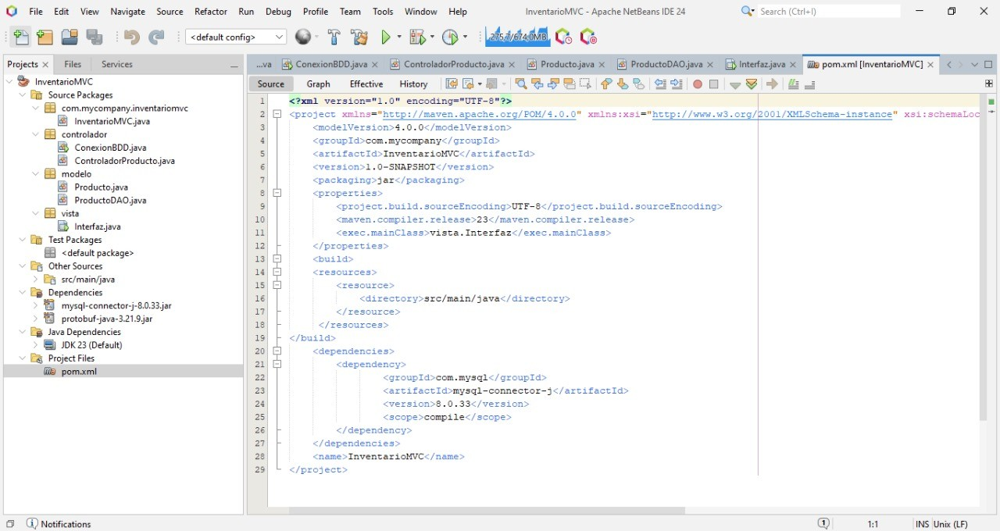 File Edit View Navigate Source Refactor Run Debug Profile Team Tools Window Help InventarioMVC - Apache NetBeans IDE 24 Search (Ctrl+I)
<default config> 275,7/674,0MB
Projects Files Services
...va ConexionBDD.java ControladorProducto.java Producto.java ProductoDAO.java Interfaz.java pom.xml [InventarioMVC]
Source Graph Effective History
InventarioMVC
Source Packages
com.mycompany.inventariomvc
InventarioMVC.java
controlador
ConexionBDD.java
ControladorProducto.java
modelo
Producto.java
ProductoDAO.java
vista
Interfaz.java
Test Packages
<default package>
Other Sources
src/main/java
Dependencies
mysql-connector-j-8.0.33.jar
protobuf-java-3.21.9.jar
Java Dependencies
JDK 23 (Default)
Project Files
pom.xml
1 <?xml version="1.0" encoding="UTF-8"?>
2 <project xmlns="http://maven.apache.org/POM/4.0.0" xmlns:xsi="http://www.w3.org/2001/XMLSchema-instance" xsi:schemaLoc
3 <modelVersion>4.0.0</modelVersion>
4 <groupId>com.mycompany</groupId>
5 <artifactId>InventarioMVC</artifactId>
6 <version>1.0-SNAPSHOT</version>
7 <packaging>jar</packaging>
8 <properties>
9 <project.build.sourceEncoding>UTF-8</project.build.sourceEncoding>
10 <maven.compiler.release>23</maven.compiler.release>
11 <exec.mainClass>vista.Interfaz</exec.mainClass>
12 </properties>
13 <build>
14 <resources>
15 <resource>
16 <directory>src/main/java</directory>
17 </resource>
18 </resources>
19 </build>
20 <dependencies>
21 <dependency>
22 <groupId>com.mysql</groupId>
23 <artifactId>mysql-connector-j</artifactId>
24 <version>8.0.33</version>
25 <scope>compile</scope>
26 </dependency>
27 </dependencies>
28 <name>InventarioMVC</name>
29 </project>
Notifications 1 1:1 INS Unix (LF)